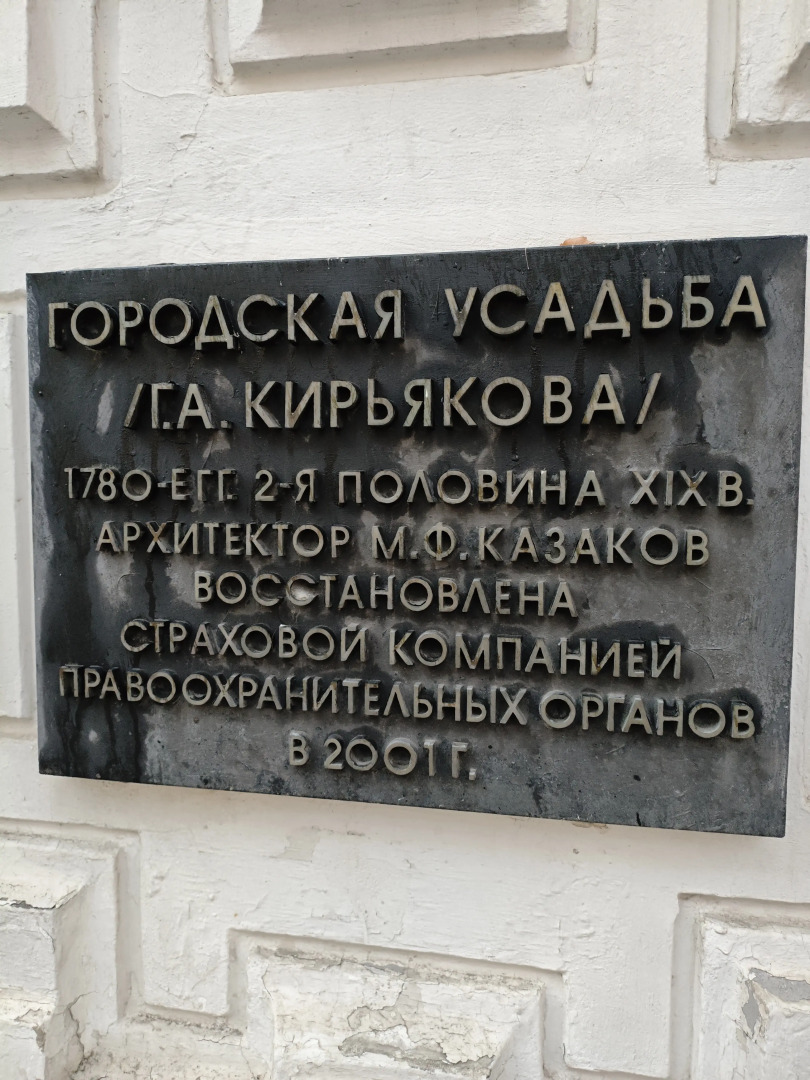 ГОРОДСКАЯ УСАДЬБА
/Г.А. КИРЬЯКОВА/
1780-Е ГГ. 2-Я ПОЛОВИНА XIX В.
АРХИТЕКТОР М.Ф. КАЗАКОВ
ВОССТАНОВЛЕНА
СТРАХОВОЙ КОМПАНИЕЙ
ПРАВООХРАНИТЕЛЬНЫХ ОРГАНОВ
В 2001 Г.